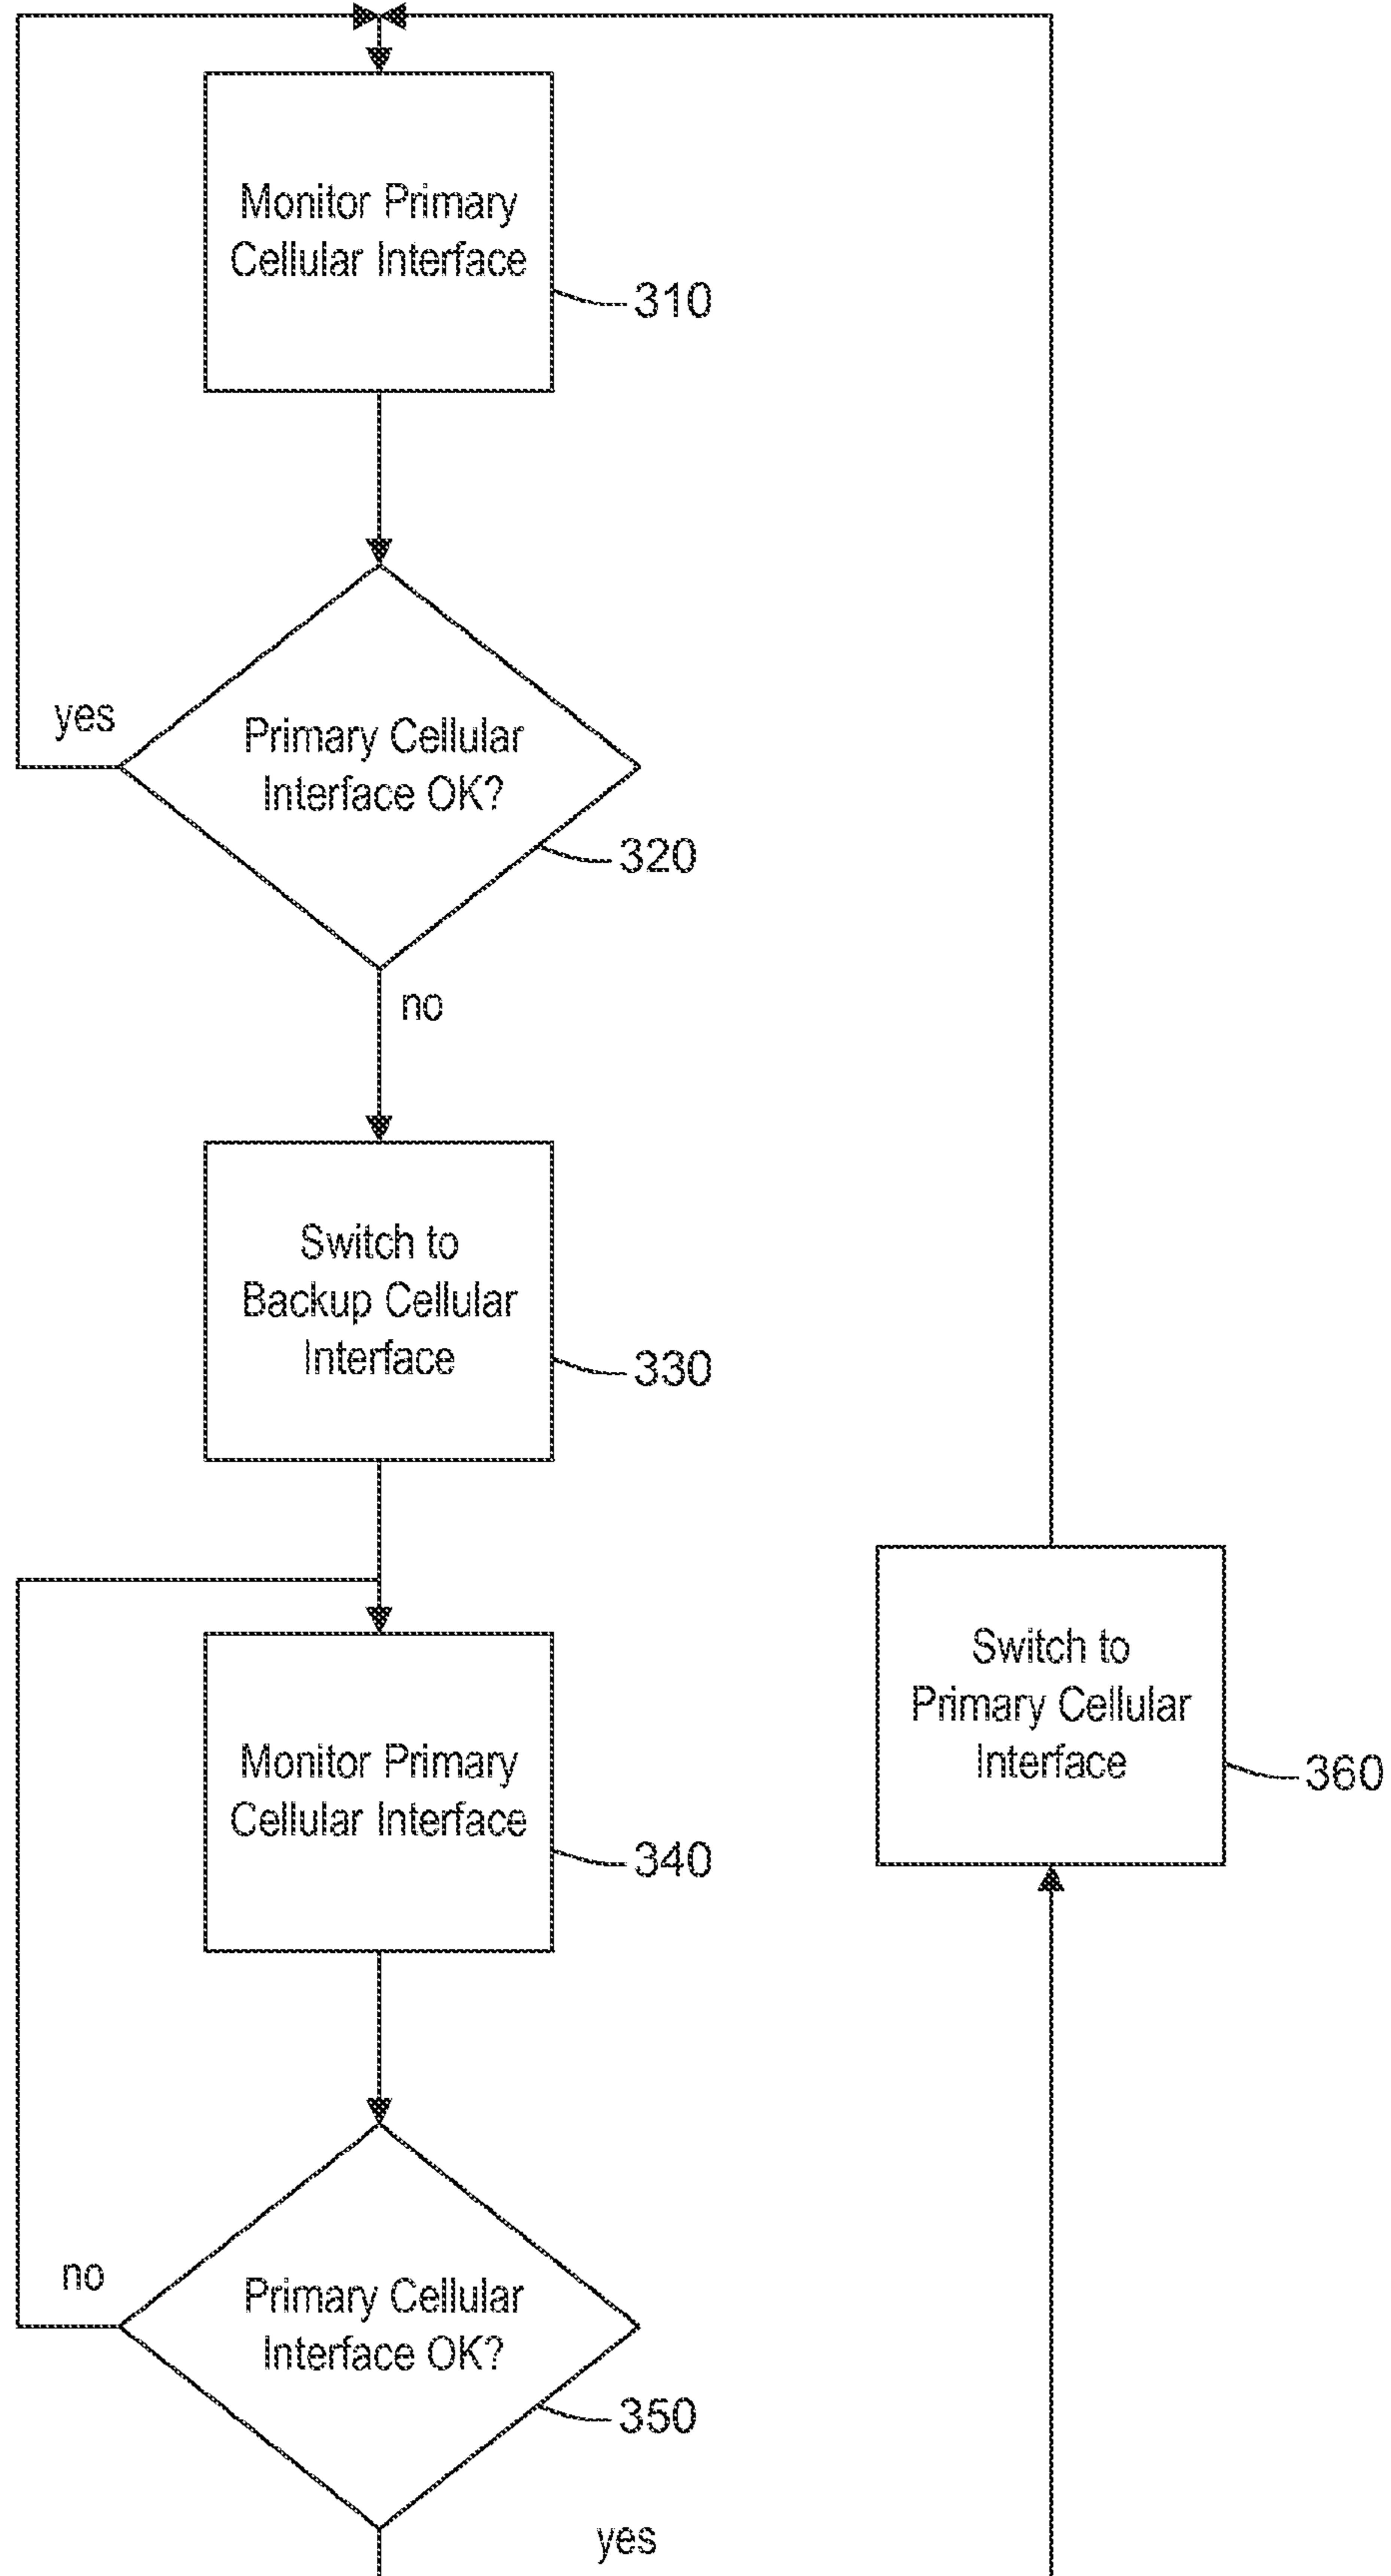 Monitor Primary
Cellular Interface
310
yes
Primary Cellular
Interface OK?
320
no
Switch to
Backup Cellular
Interface
330
Switch to
Primary Cellular
Interface
360
Monitor Primary
Cellular Interface
340
no
Primary Cellular
Interface OK?
350
yes